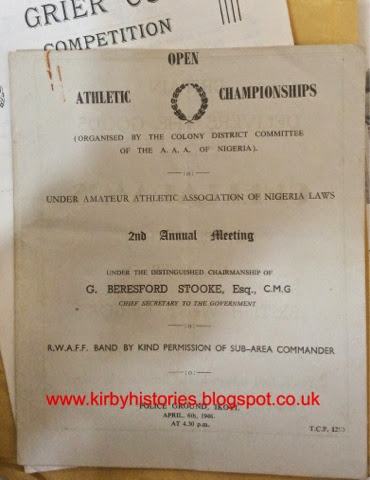 GRIER
COMPETITION
OPEN
ATHLETIC CHAMPIONSHIPS
(ORGANISED BY THE COLONY DISTRICT COMMITTEE
OF THE A.A.A. OF NIGERIA).
:o:
UNDER AMATEUR ATHLETIC ASSOCIATION OF NIGERIA LAWS
2nd Annual Meeting
UNDER THE DISTINGUISHED CHAIRMANSHIP OF
G. BERESFORD STOOKE, Esq., C.M.G
CHIEF SECRETARY TO THE GOVERNMENT
:o:
R.W.A.F.F. BAND BY KIND PERMISSION OF SUB-AREA COMMANDER
:o:
www.kirbyhistories.blogspot.co.uk
POLICE GROUND, IKOYI.
APRIL, 6th, 1946.
AT 4.30 p.m.
T.C.P.